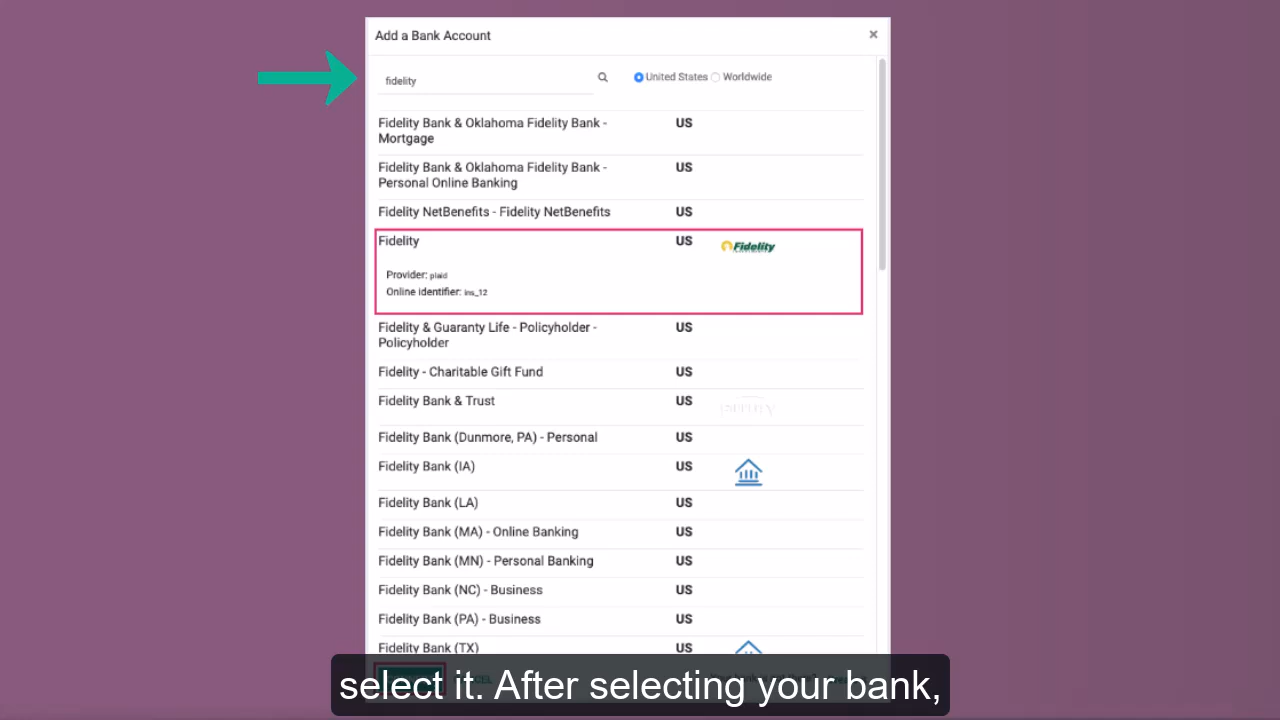 Add a Bank Account ×
fidelity United States Worldwide
Fidelity Bank & Oklahoma Fidelity Bank - US
Mortgage
Fidelity Bank & Oklahoma Fidelity Bank - US
Personal Online Banking
Fidelity NetBenefits - Fidelity NetBenefits US
Fidelity US Fidelity
Provider: plaid
Online identifier: ins_12
Fidelity & Guaranty Life - Policyholder - US
Policyholder
Fidelity - Charitable Gift Fund US
Fidelity Bank & Trust US FIDELITY
Fidelity Bank (Dunmore, PA) - Personal US
Fidelity Bank (IA) US
Fidelity Bank (LA) US
Fidelity Bank (MA) - Online Banking US
Fidelity Bank (MN) - Personal Banking US
Fidelity Bank (NC) - Business US
Fidelity Bank (PA) - Business US
Fidelity Bank (TX) US
select it. After selecting your bank,